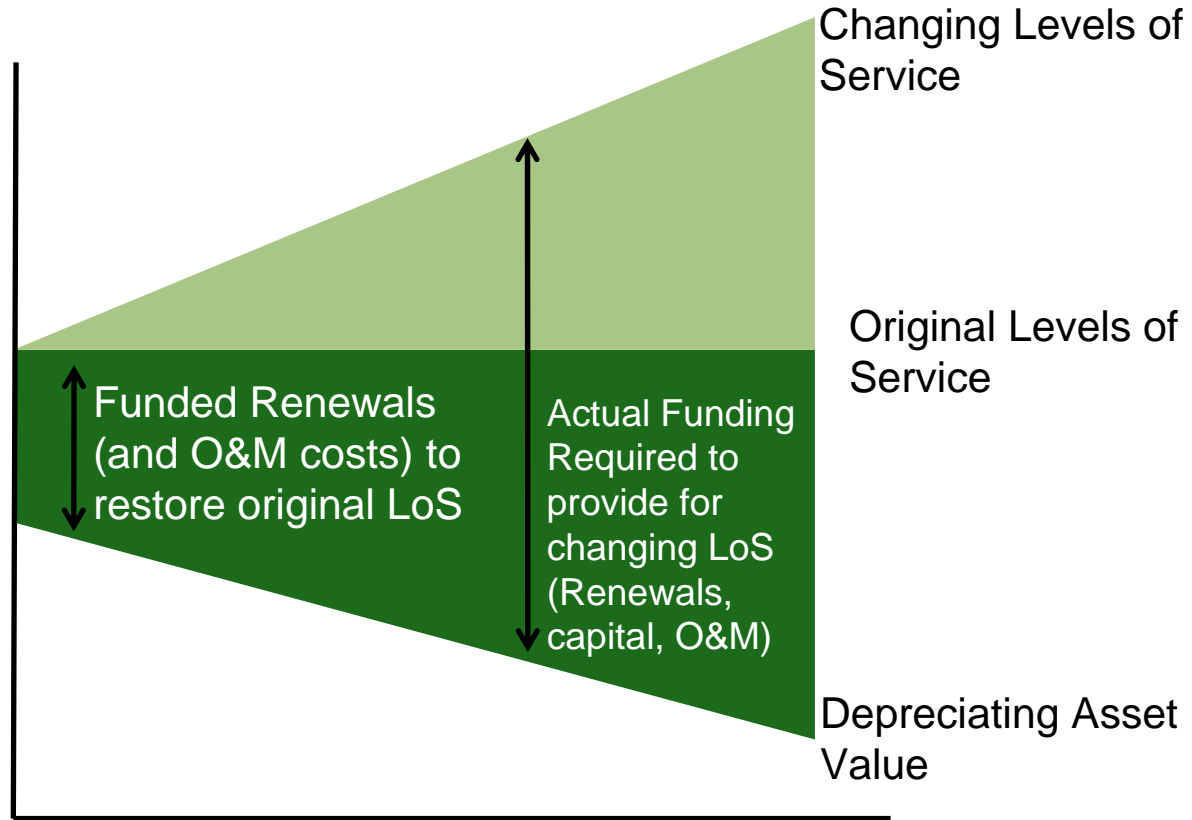 Changing Levels of
Service
Original Levels of
Service
Funded Renewals
(and O&M costs) to
restore original LoS
Actual Funding
Required to
provide for
changing LoS
(Renewals,
capital, O&M)
Depreciating Asset
Value